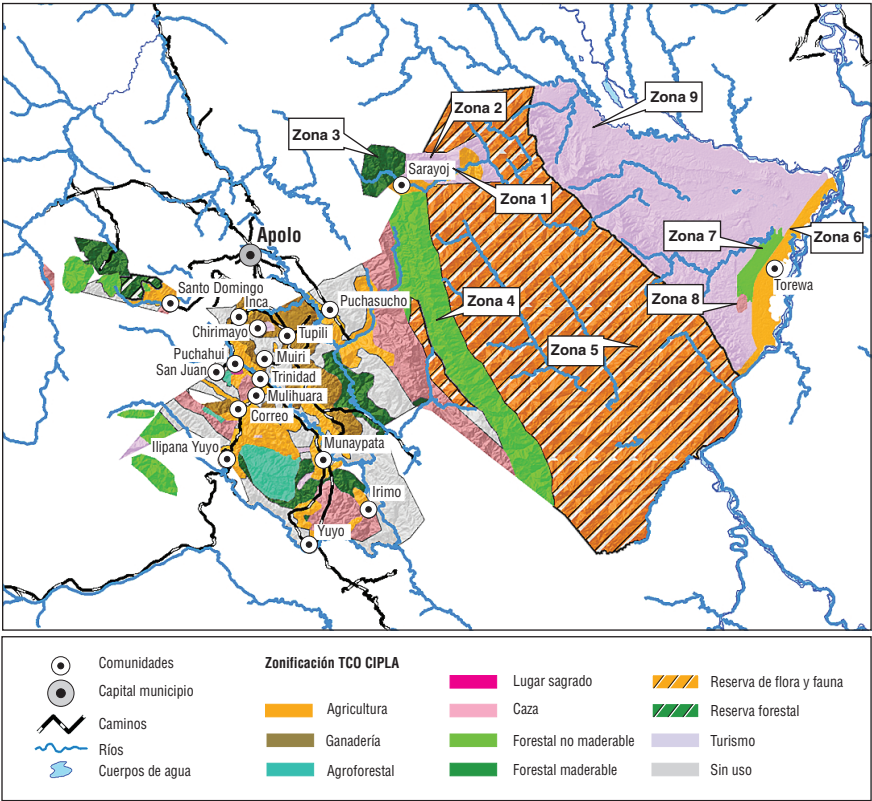 Zona 9
Zona 2
Zona 3
Sarayoj
Zona 1
Apolo
Zona 7
Zona 6
Torewa
Santo Domingo
Inca
Puchasucho
Zona 4
Zona 8
Chirimayo
Tupili
Zona 5
Puchahui
Muiri
San Juan
Trinidad
Mulihuara
Correo
Ilipana Yuyo
Munaypata
Irimo
Yuyo
Comunidades
Capital municipio
Caminos
Ríos
Cuerpos de agua
Zonificación TCO CIPLA
Agricultura
Ganadería
Agroforestal
Lugar sagrado
Caza
Forestal no maderable
Forestal maderable
Reserva de flora y fauna
Reserva forestal
Turismo
Sin uso